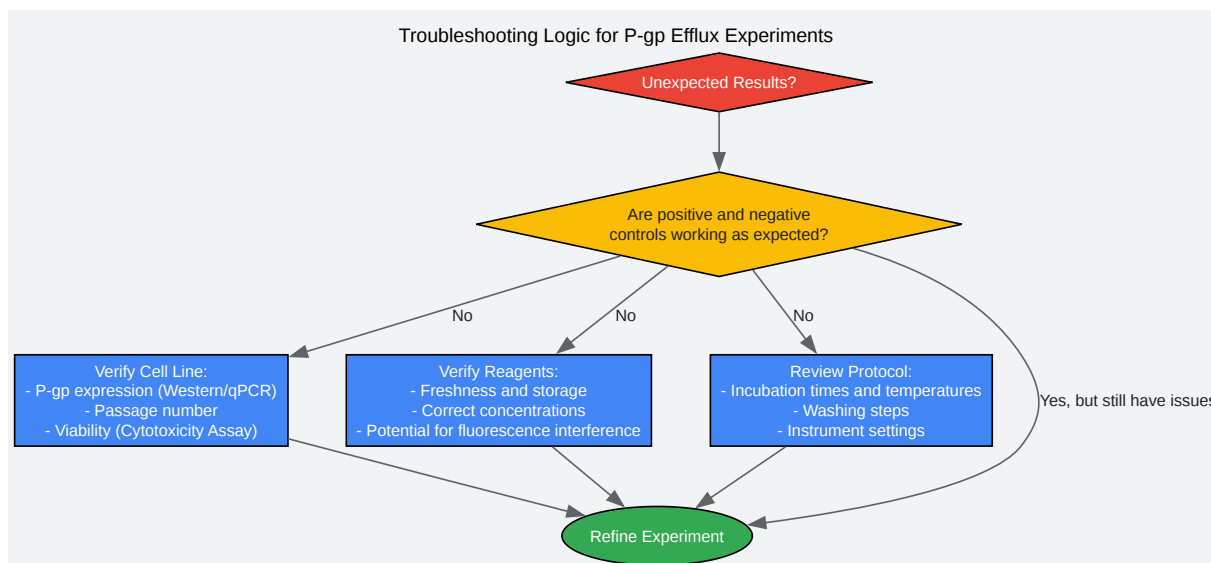 Troubleshooting Logic for P-gp Efflux Experiments
Unexpected Results?
Are positive and negative
controls working as expected?
No
No
No
Verify Cell Line:
- P-gp expression (Western/qPCR)
- Passage number
- Viability (Cytotoxicity Assay)
Verify Reagents:
- Freshness and storage
- Correct concentrations
- Potential for fluorescence interference
Review Protocol:
- Incubation times and temperatures
- Washing steps
- Instrument settings
Yes, but still have issues
Refine Experiment